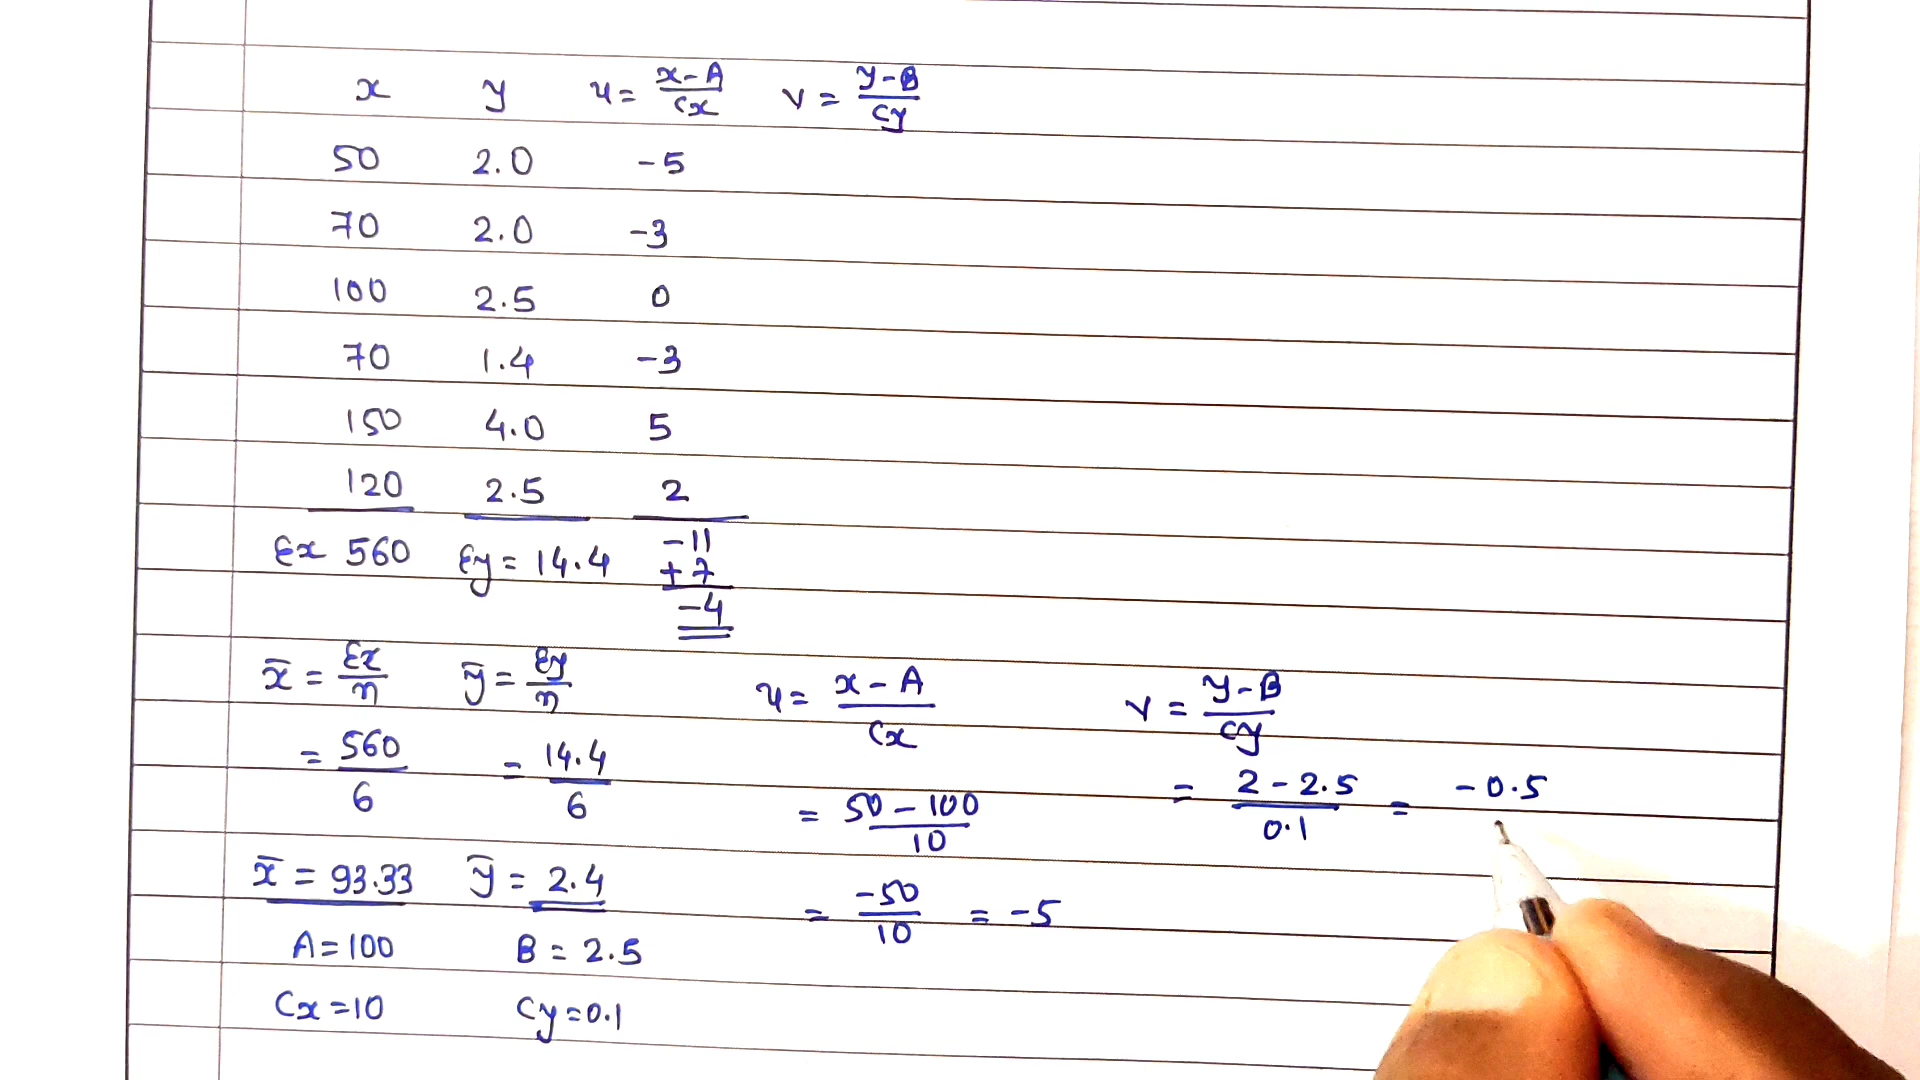 x y u = x-A/Cx v = y-B/Cy
50 2.0 -5
70 2.0 -3
100 2.5 0
70 1.4 -3
150 4.0 5
120 2.5 2
Σx 560 Σy = 14.4 -11
+7
-4
x̄ = Σx/n ȳ = Σy/n u = x-A/Cx v = y-B/Cy
= 560/6 = 14.4/6 = 50-100/10 = 2-2.5/0.1 = -0.5
x̄ = 93.33 ȳ = 2.4 = -50/10 = -5
A=100 B = 2.5
Cx =10 Cy =0.1